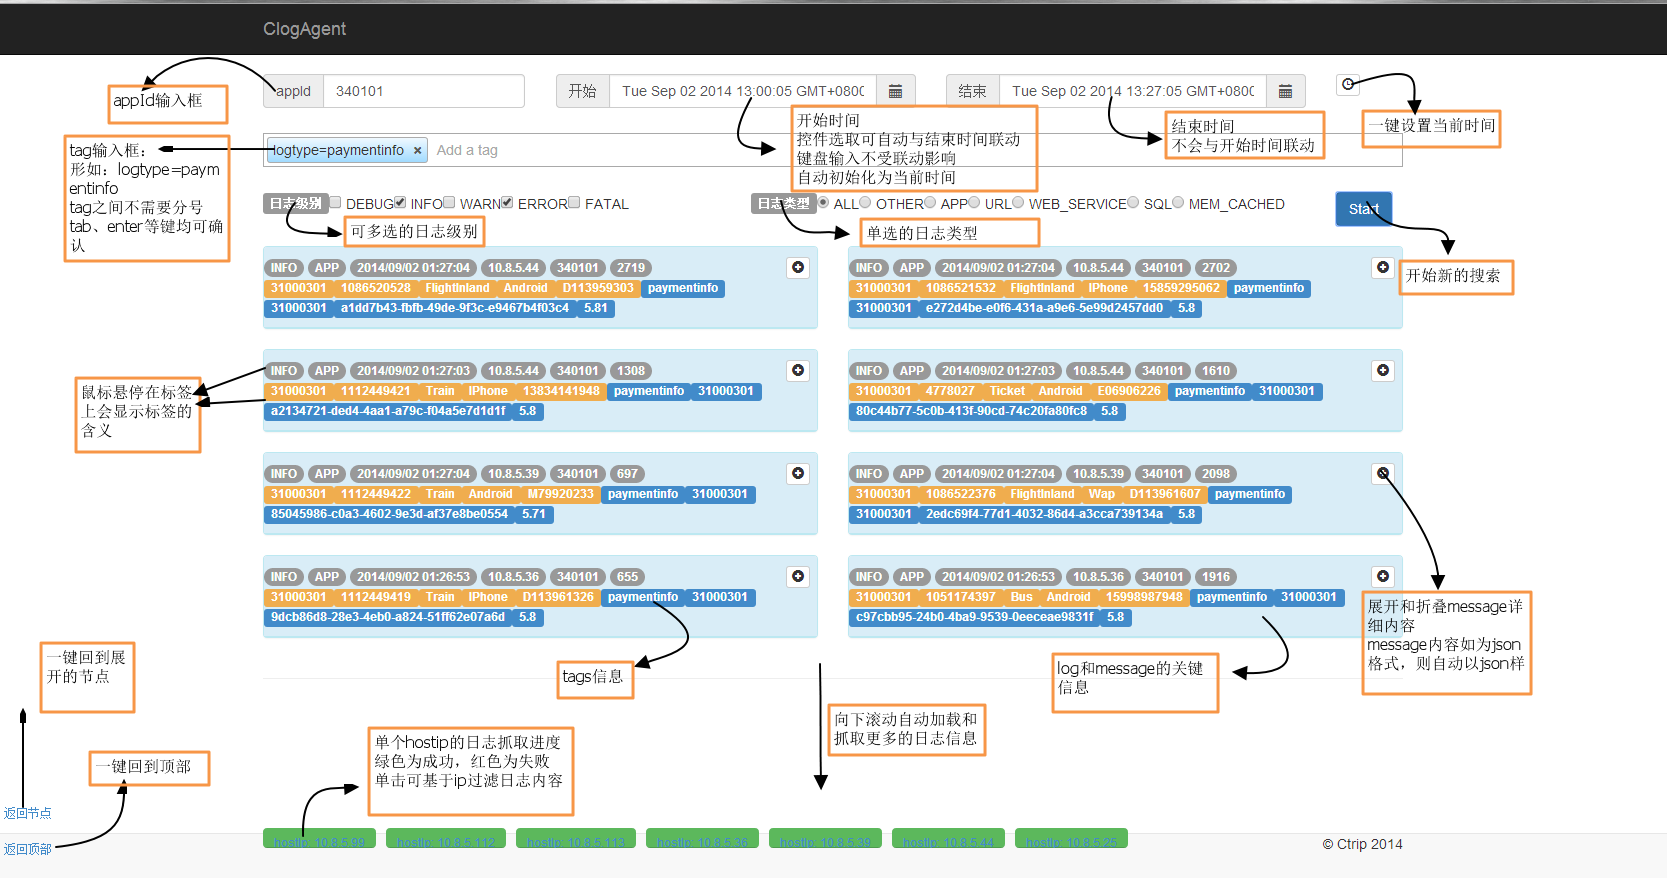 ClogAgent
appId 340101
开始 Tue Sep 02 2014 13:00:05 GMT+080
结束 Tue Sep 02 2014 13:27:05 GMT+080
appId输入框
一键设置当前时间
开始时间
控件选取可自动与结束时间联动
键盘输入不受联动影响
自动初始化为当前时间
结束时间
不会与开始时间联动
tag输入框：
形如：logtype=paym
entinfo
tag之间不需要分号
tab、enter等键均可确
认
logtype=paymentinfo × Add a tag
日志级别 DEBUG INFO WARN ERROR FATAL
日志类型 ALL OTHER APP URL WEB_SERVICE SQL MEM_CACHED
Start
可多选的日志级别
单选的日志类型
开始新的搜索
INFO APP 2014/09/02 01:27:04 10.8.5.44 340101 2719
31000301 1086520528 FlightInland Android D113959303 paymentinfo
31000301 a1dd7b43-fbfb-49de-9f3c-e9467b4f03c4 5.81
INFO APP 2014/09/02 01:27:04 10.8.5.44 340101 2702
31000301 1086521532 FlightInland IPhone 15859295062 paymentinfo
31000301 e272d4be-e0f6-431a-a9e6-5e99d2457dd0 5.8
INFO APP 2014/09/02 01:27:03 10.8.5.44 340101 1308
31000301 1112449421 Train IPhone 13834141948 paymentinfo 31000301
a2134721-ded4-4aa1-a79c-f04a5e7d1d1f 5.8
INFO APP 2014/09/02 01:27:03 10.8.5.44 340101 1610
31000301 4778027 Ticket Android E06906226 paymentinfo 31000301
80c44b77-5c0b-413f-90cd-74c20fa80fc8 5.8
鼠标悬停在标签
上会显示标签的
含义
INFO APP 2014/09/02 01:27:04 10.8.5.39 340101 697
31000301 1112449422 Train Android M79920233 paymentinfo 31000301
85045986-c0a3-4602-9e3d-af37e8be0554 5.71
INFO APP 2014/09/02 01:27:04 10.8.5.39 340101 2098
31000301 1086522376 FlightInland Wap D113961607 paymentinfo
31000301 2edc69f4-77d1-4032-86d4-a3cca739134a 5.8
INFO APP 2014/09/02 01:26:53 10.8.5.36 340101 655
31000301 1112449419 Train IPhone D113961326 paymentinfo 31000301
9dcb86d8-28e3-4eb0-a824-51ff62e07a6d 5.8
INFO APP 2014/09/02 01:26:53 10.8.5.36 340101 1916
31000301 1051174397 Bus Android 15998987948 paymentinfo 31000301
c97cbb95-24b0-4ba9-9539-0eeceae9831f 5.8
展开和折叠message详
细内容
message内容如为json
格式，则自动以json样
一键回到展
开的节点
tags信息
log和message的关键
信息
向下滚动自动加载和
抓取更多的日志信息
单个hostip的日志抓取进度
绿色为成功，红色为失败
单击可基于ip过滤日志内容
一键回到顶部
返回节点
返回顶部
hostip: 10.8.5.99 hostip: 10.8.5.112 hostip: 10.8.5.113 hostip: 10.8.5.36 hostip: 10.8.5.39 hostip: 10.8.5.44 hostip: 10.8.5.25
© Ctrip 2014